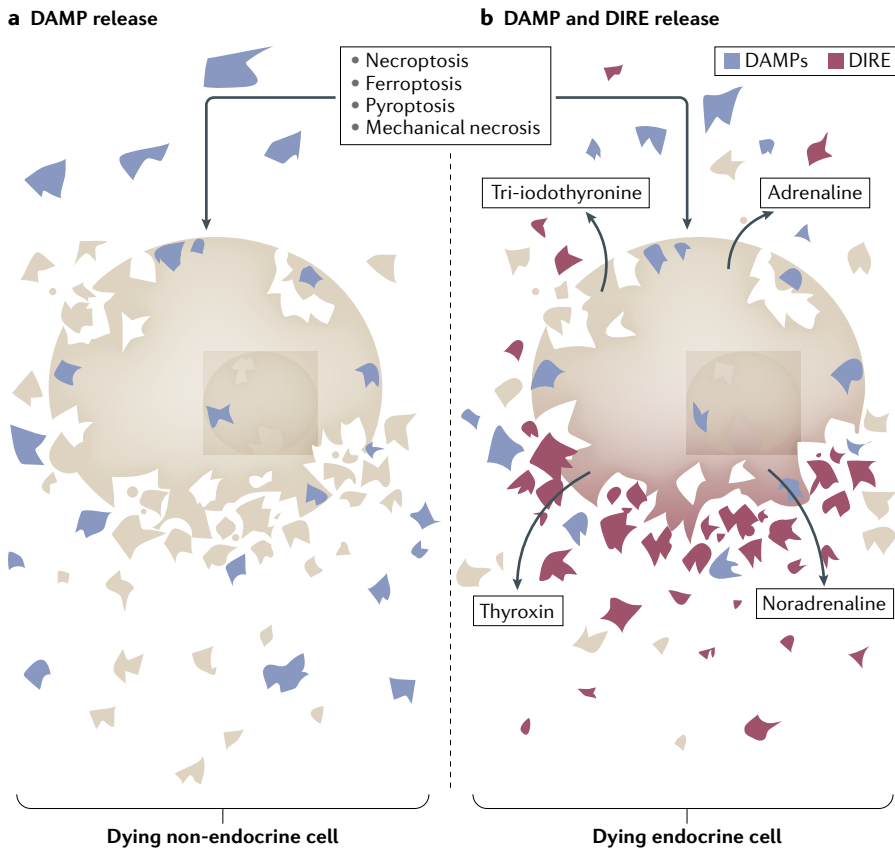 a DAMP release
b DAMP and DIRE release
• Necroptosis
• Ferroptosis
• Pyroptosis
• Mechanical necrosis
DAMPs DIRE
Tri-iodothyronine
Adrenaline
Thyroxin
Noradrenaline
Dying non-endocrine cell
Dying endocrine cell